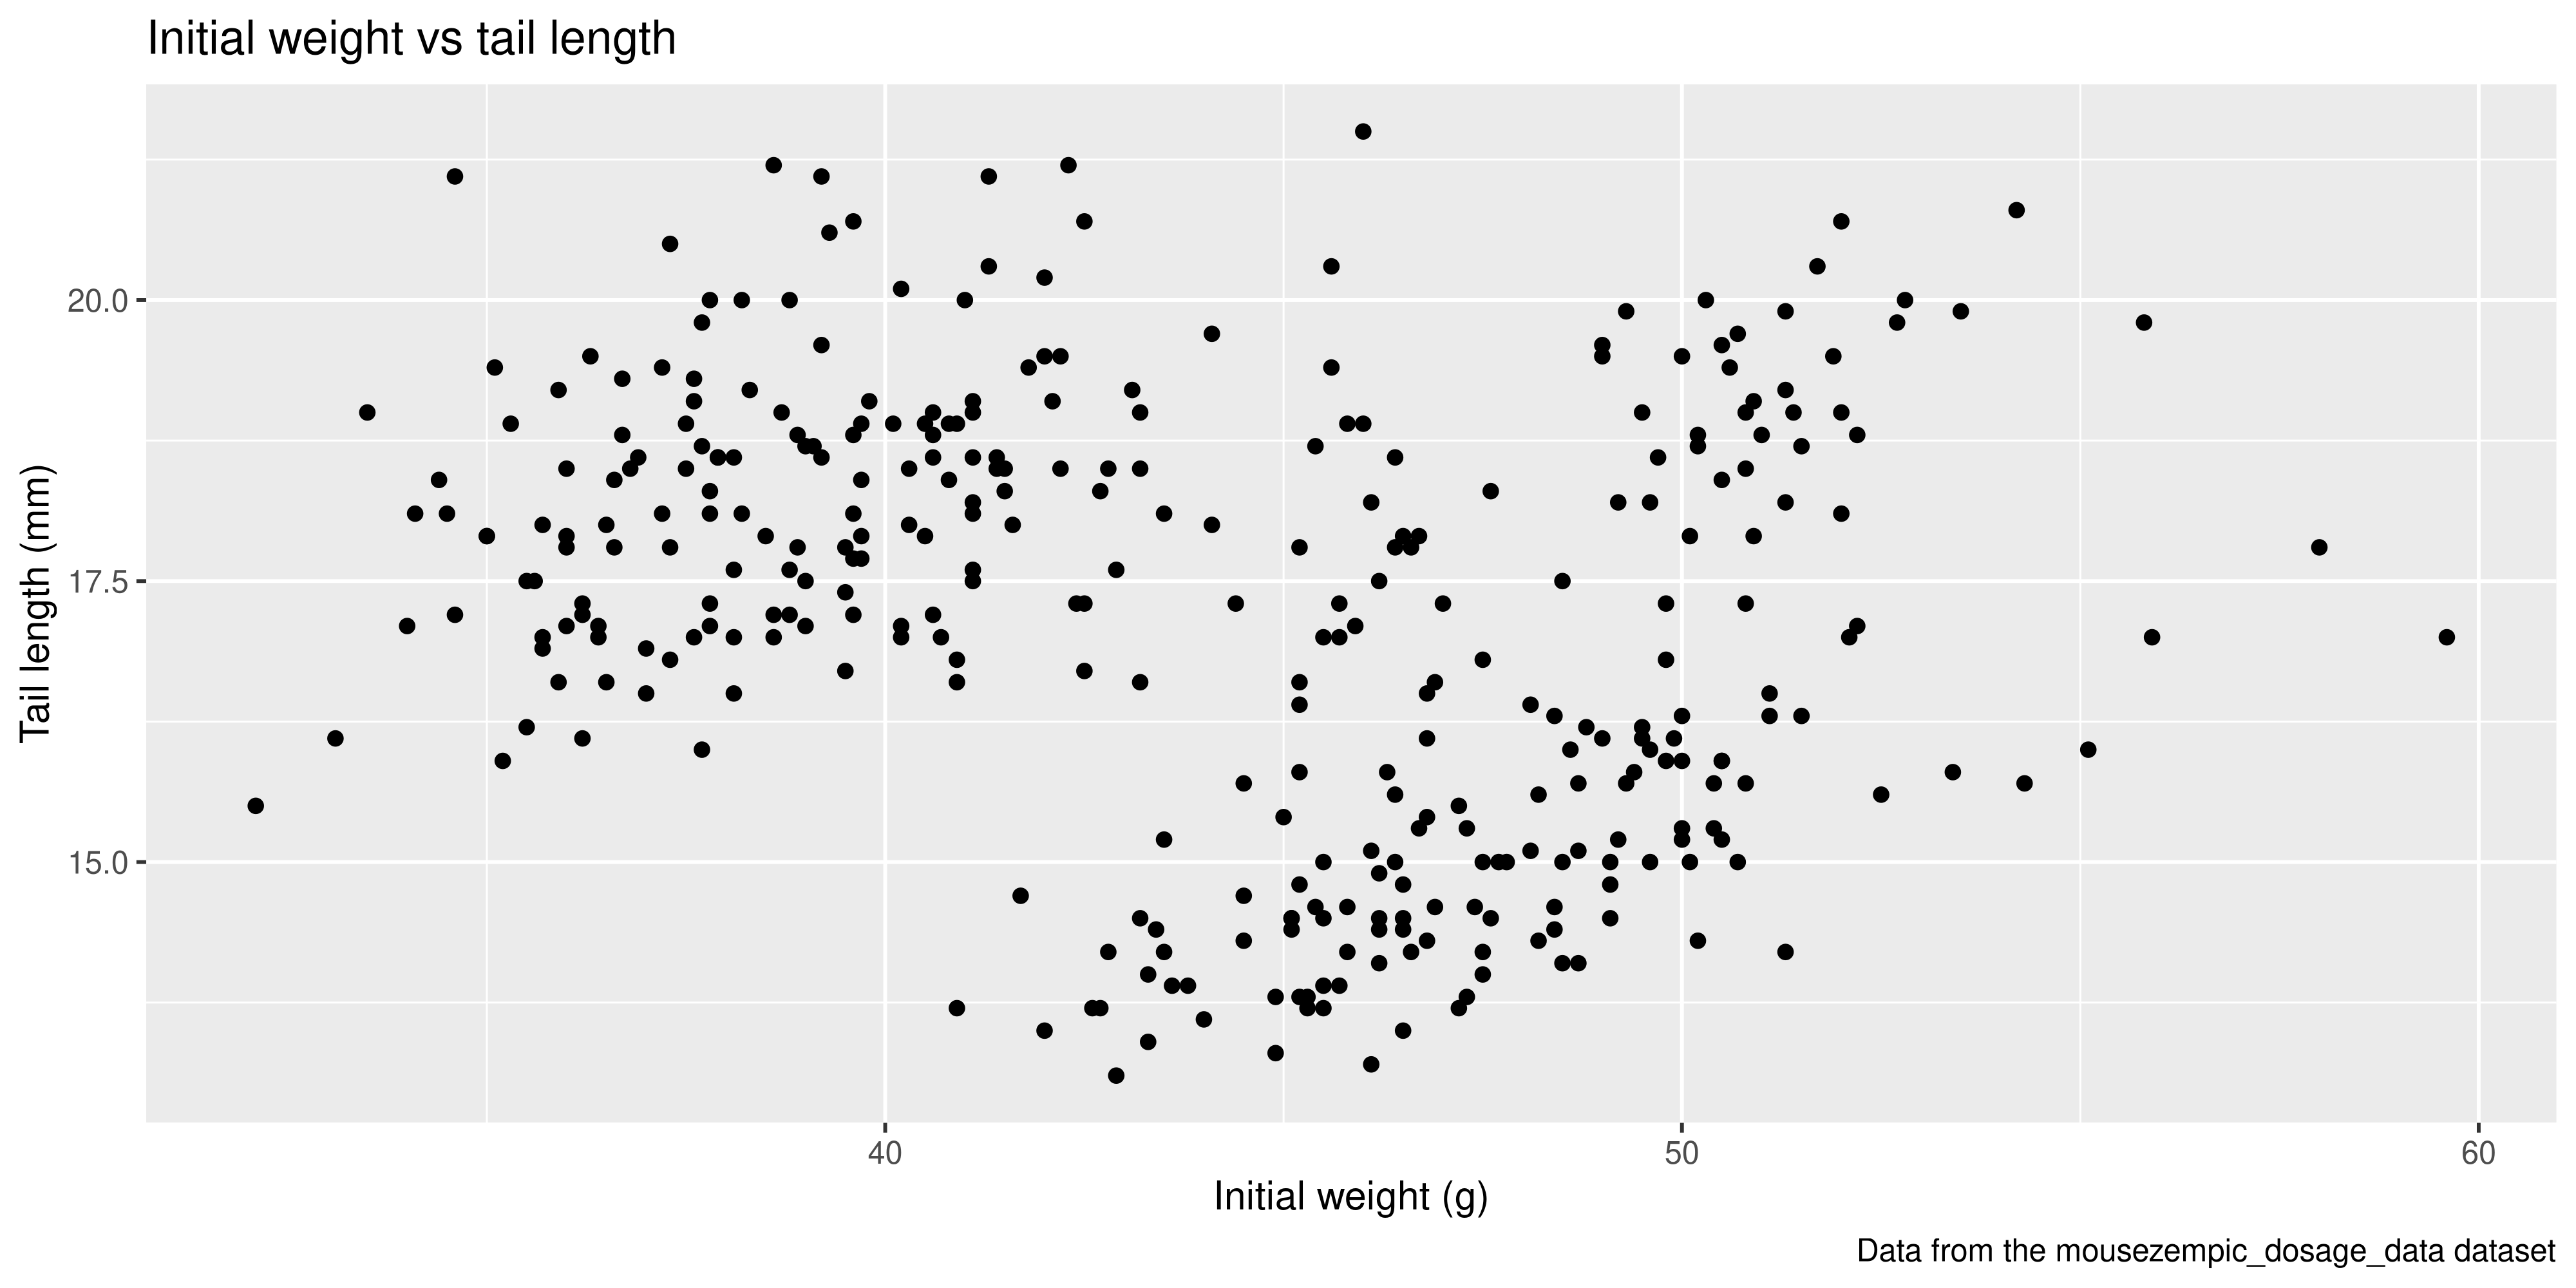 Initial weight vs tail length
Tail length (mm)
20.0
17.5
15.0
40
50
60
Initial weight (g)
Data from the mousezempic_dosage_data dataset